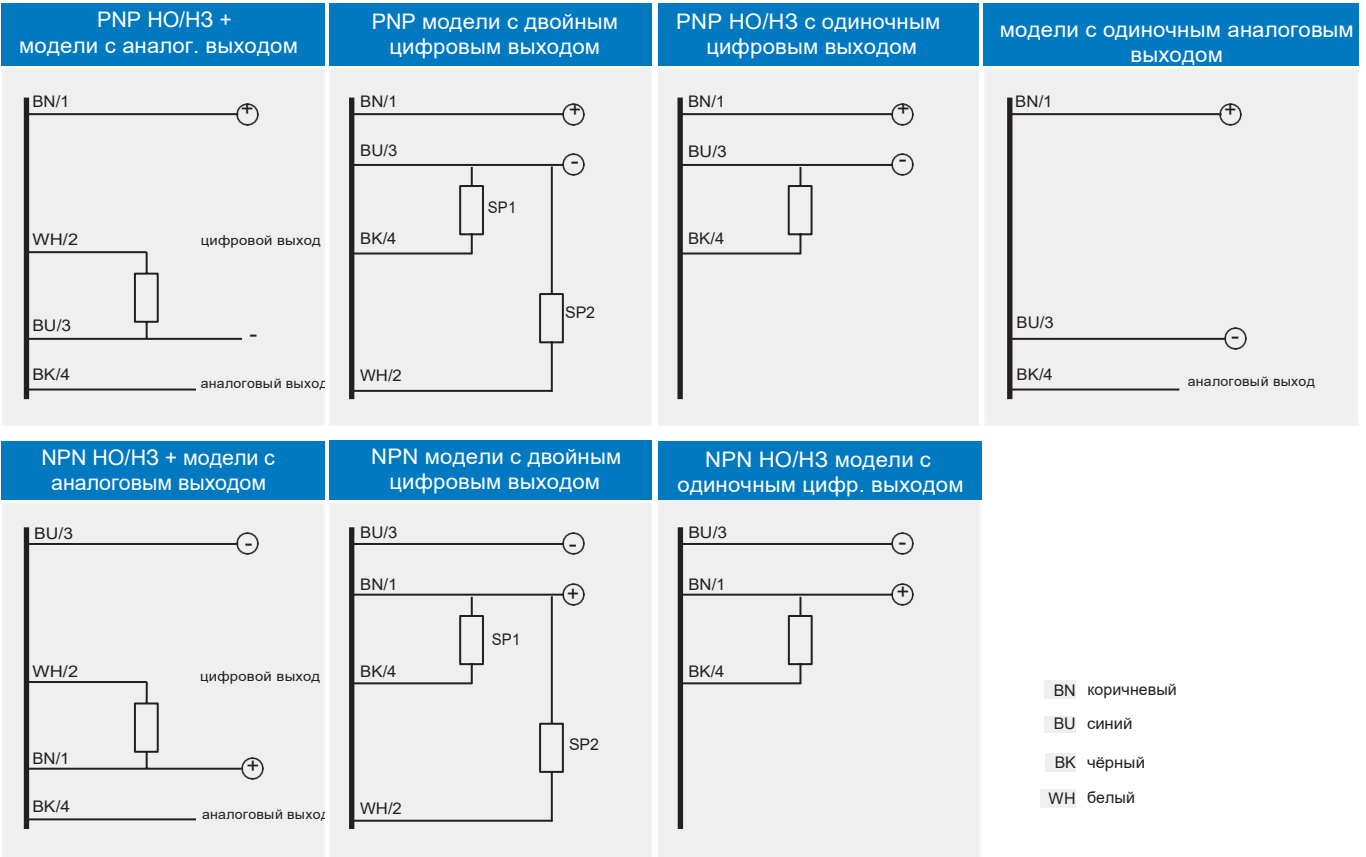 PNP НО/НЗ +
модели с аналог. выходом
BN/1
+
WH/2
цифровой выход
BU/3
-
BK/4
аналоговый выход
PNP модели с двойным
цифровым выходом
BN/1
+
BU/3
-
SP1
BK/4
SP2
WH/2
PNP НО/НЗ с одиночным
цифровым выходом
BN/1
+
BU/3
-
BK/4
модели с одиночным аналоговым
выходом
BN/1
+
BU/3
-
BK/4
аналоговый выход
NPN НО/НЗ + модели с
аналоговым выходом
BU/3
-
WH/2
цифровой выход
BN/1
+
BK/4
аналоговый выход
NPN модели с двойным
цифровым выходом
BU/3
-
BN/1
+
SP1
BK/4
SP2
WH/2
NPN НО/НЗ модели с
одиночным цифр. выходом
BU/3
-
BN/1
+
BK/4
BN коричневый
BU синий
BK чёрный
WH белый